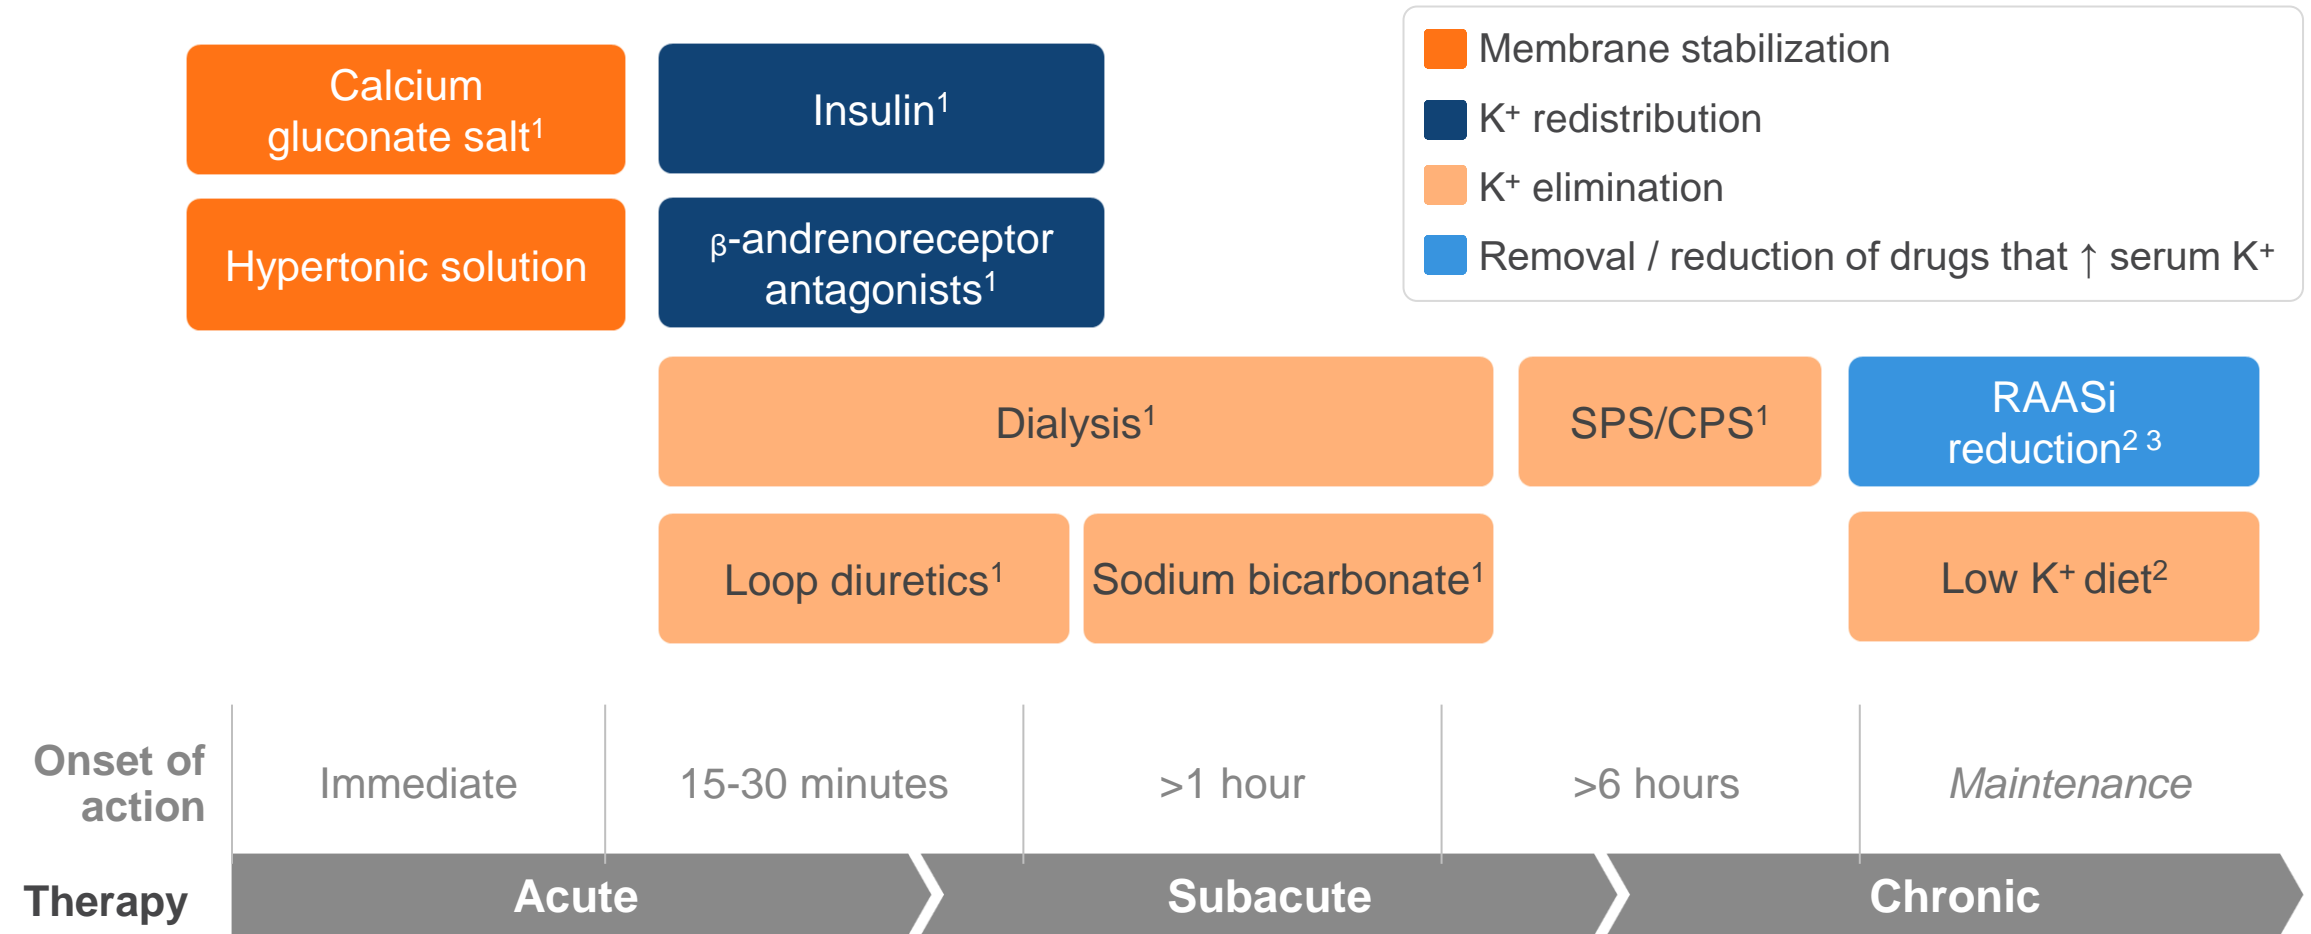 Calcium
gluconate salt¹
Insulin¹
Membrane stabilization
K⁺ redistribution
K⁺ elimination
Removal / reduction of drugs that ↑ serum K⁺
Hypertonic solution
β-andrenoreceptor
antagonists¹
Dialysis¹
SPS/CPS¹
RAASi
reduction² ³
Loop diuretics¹
Sodium bicarbonate¹
Low K⁺ diet²
Onset of
action
Immediate
15-30 minutes
>1 hour
>6 hours
Maintenance
Therapy
Acute
Subacute
Chronic